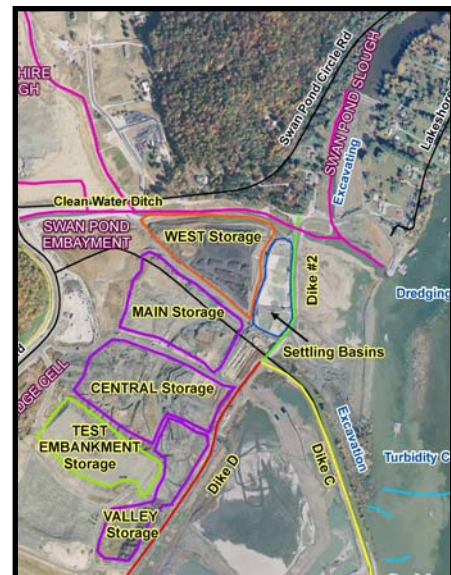 HIRE
GH
Swan Pond Circle Rd
SWAN POND SLOUGH
Excavating
Lakeshore
Clean Water Ditch
SWAN POND
EMBAYMENT
WEST Storage
Dike #2
Dredging
MAIN Storage
Settling Basins
d
DGE CELL
CENTRAL Storage
TEST
EMBANKMENT
Storage
Excavation
Dike D
Dike C
Turbidity C
VALLEY
Storage